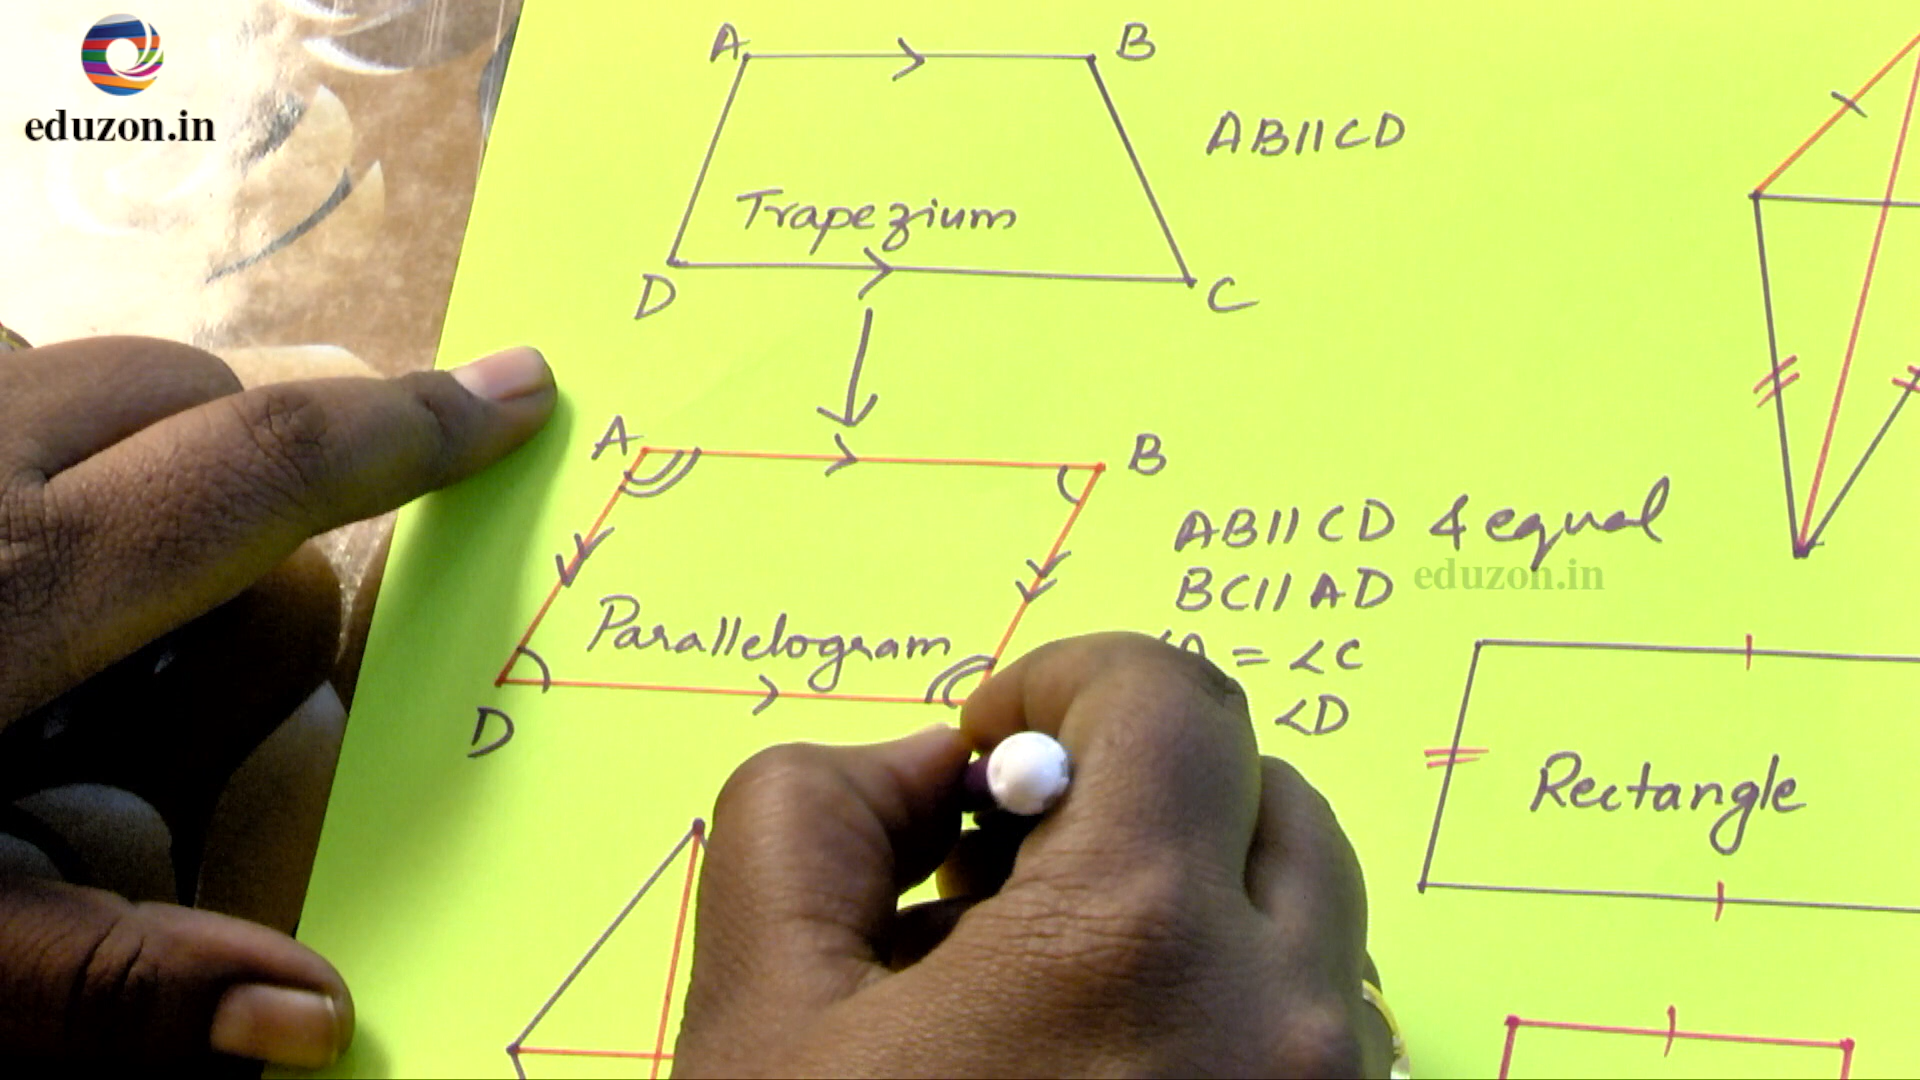 eduzon.in
A
B
AB||CD
Trapezium
D
C
A
B
AB||CD & equal
BC||AD
eduzon.in
Parallelogram
= ∠C
∠D
D
Rectangle